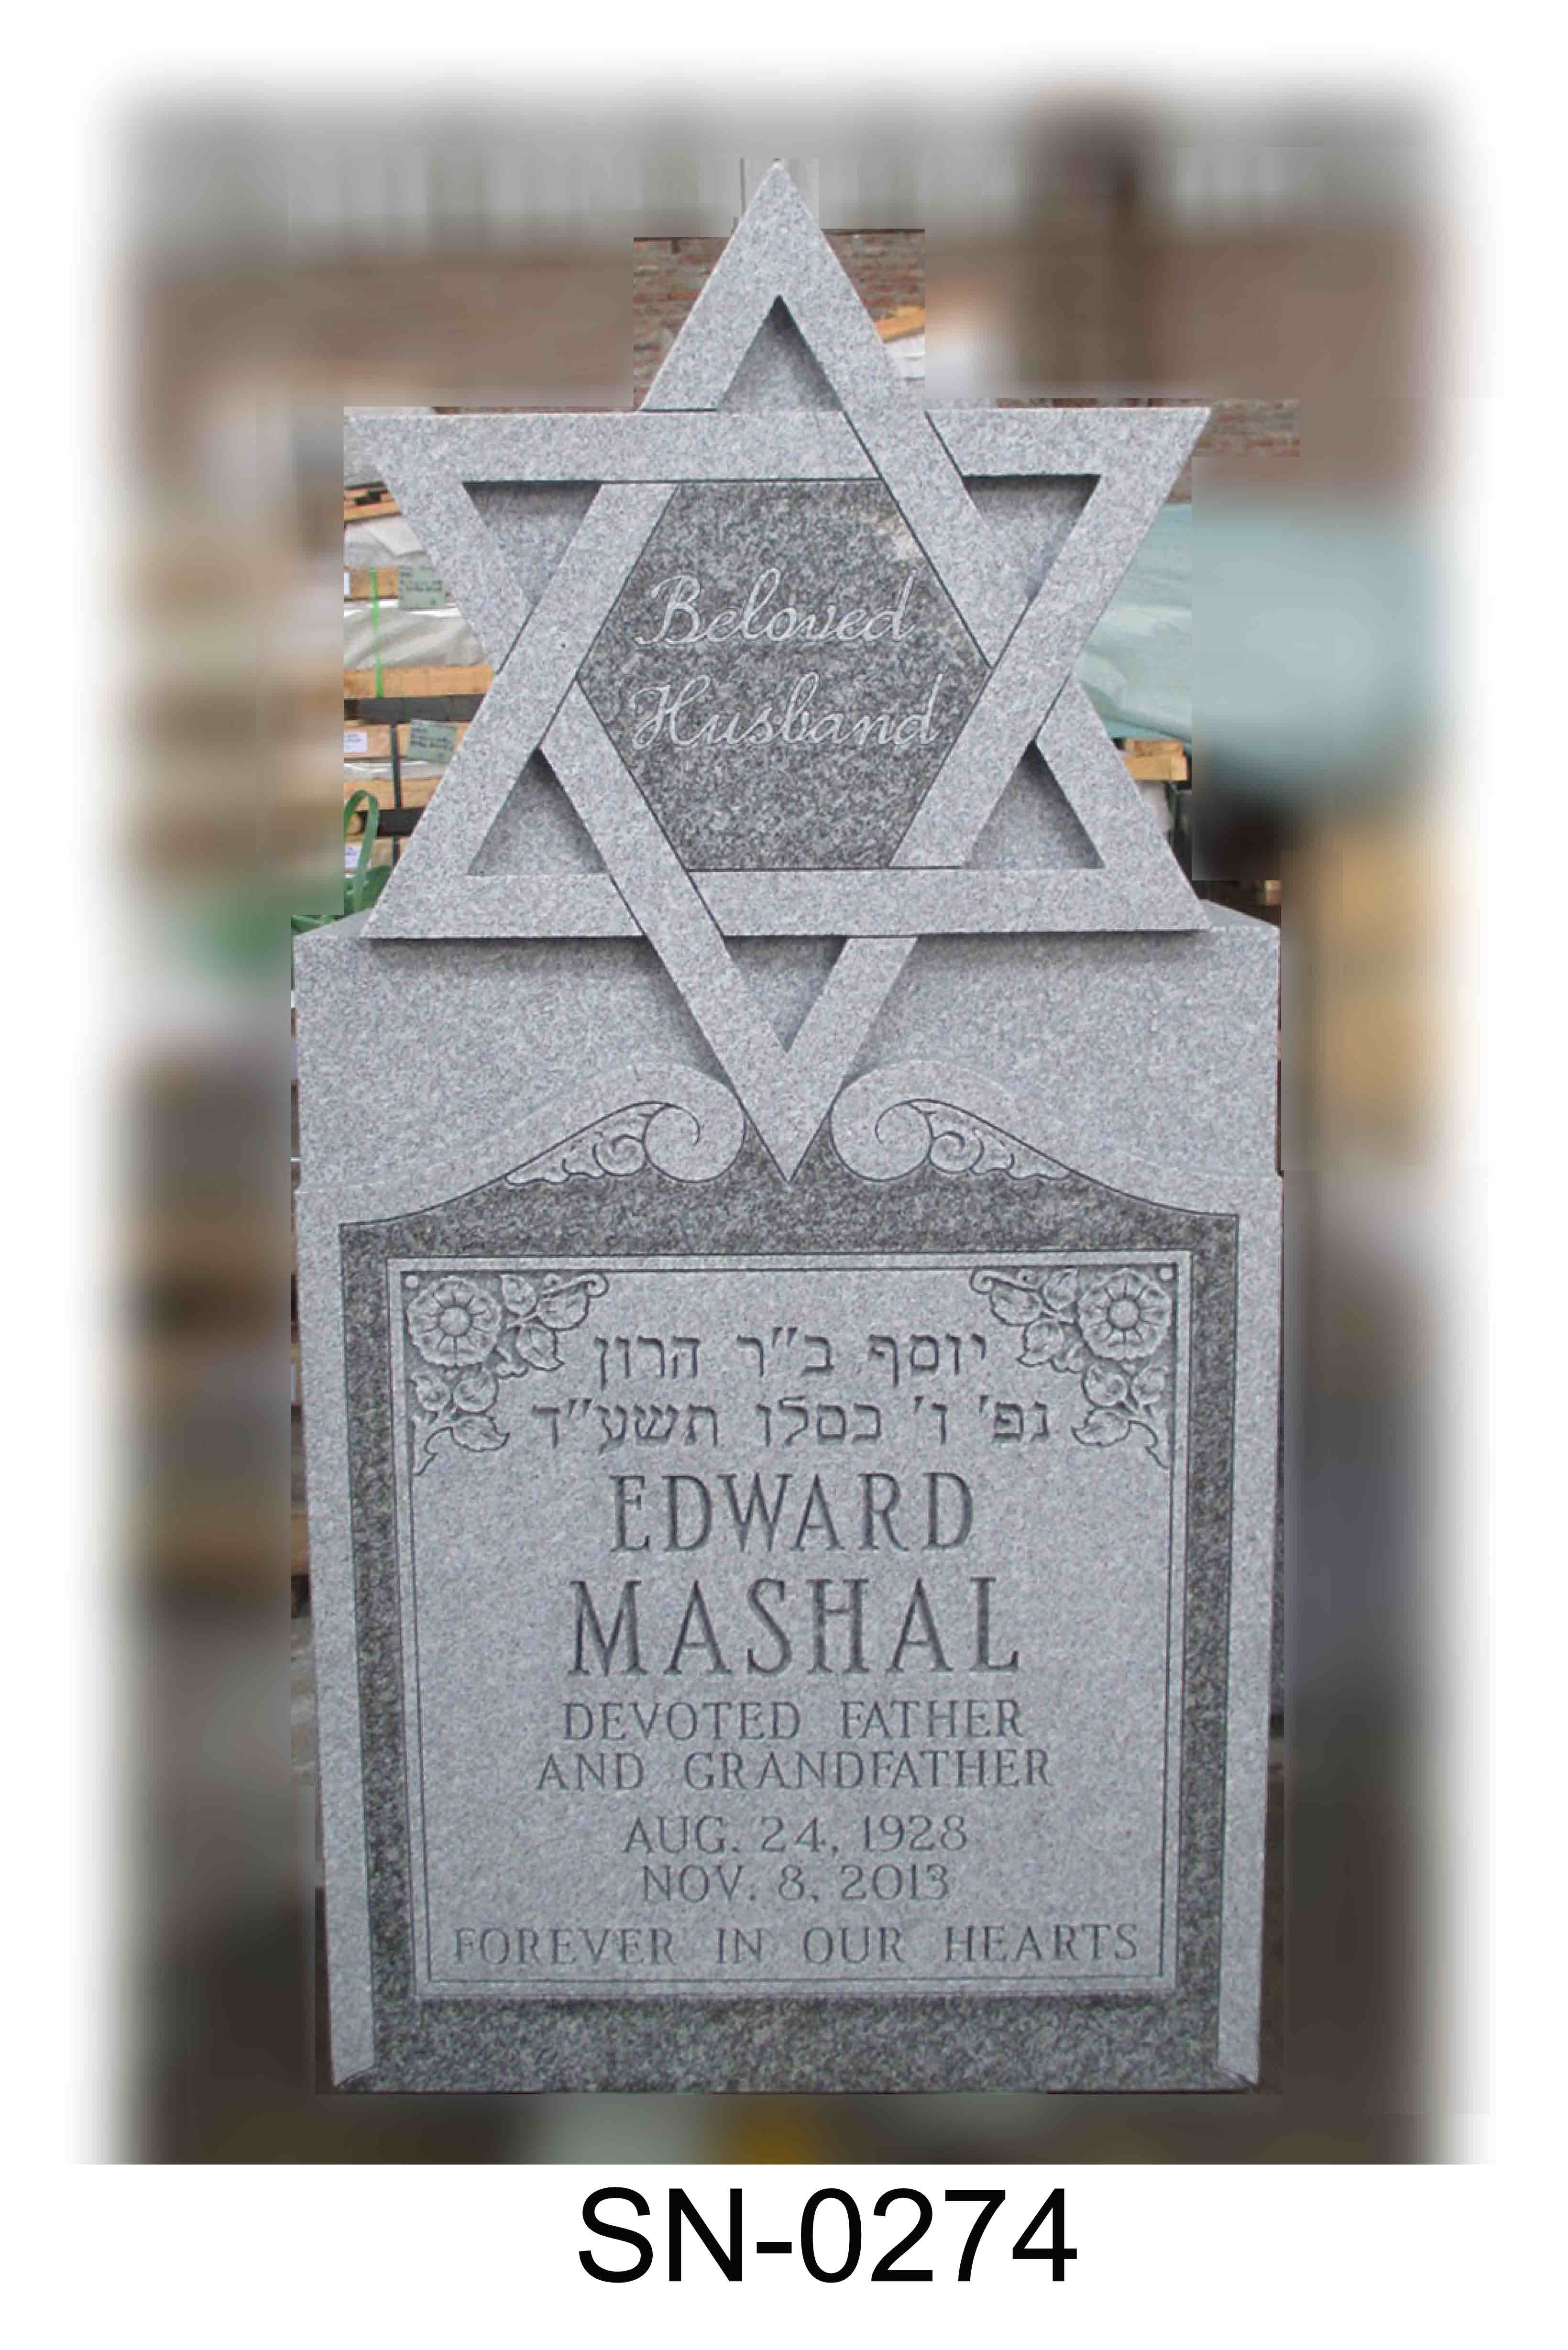 Beloved
Husband
יוסף ב"ר הרון
נפ' ו' כסלו תשע"ד
EDWARD
MASHAL
DEVOTED FATHER
AND GRANDFATHER
AUG. 24, 1928
NOV. 8, 2013
FOREVER IN OUR HEARTS
SN-0274